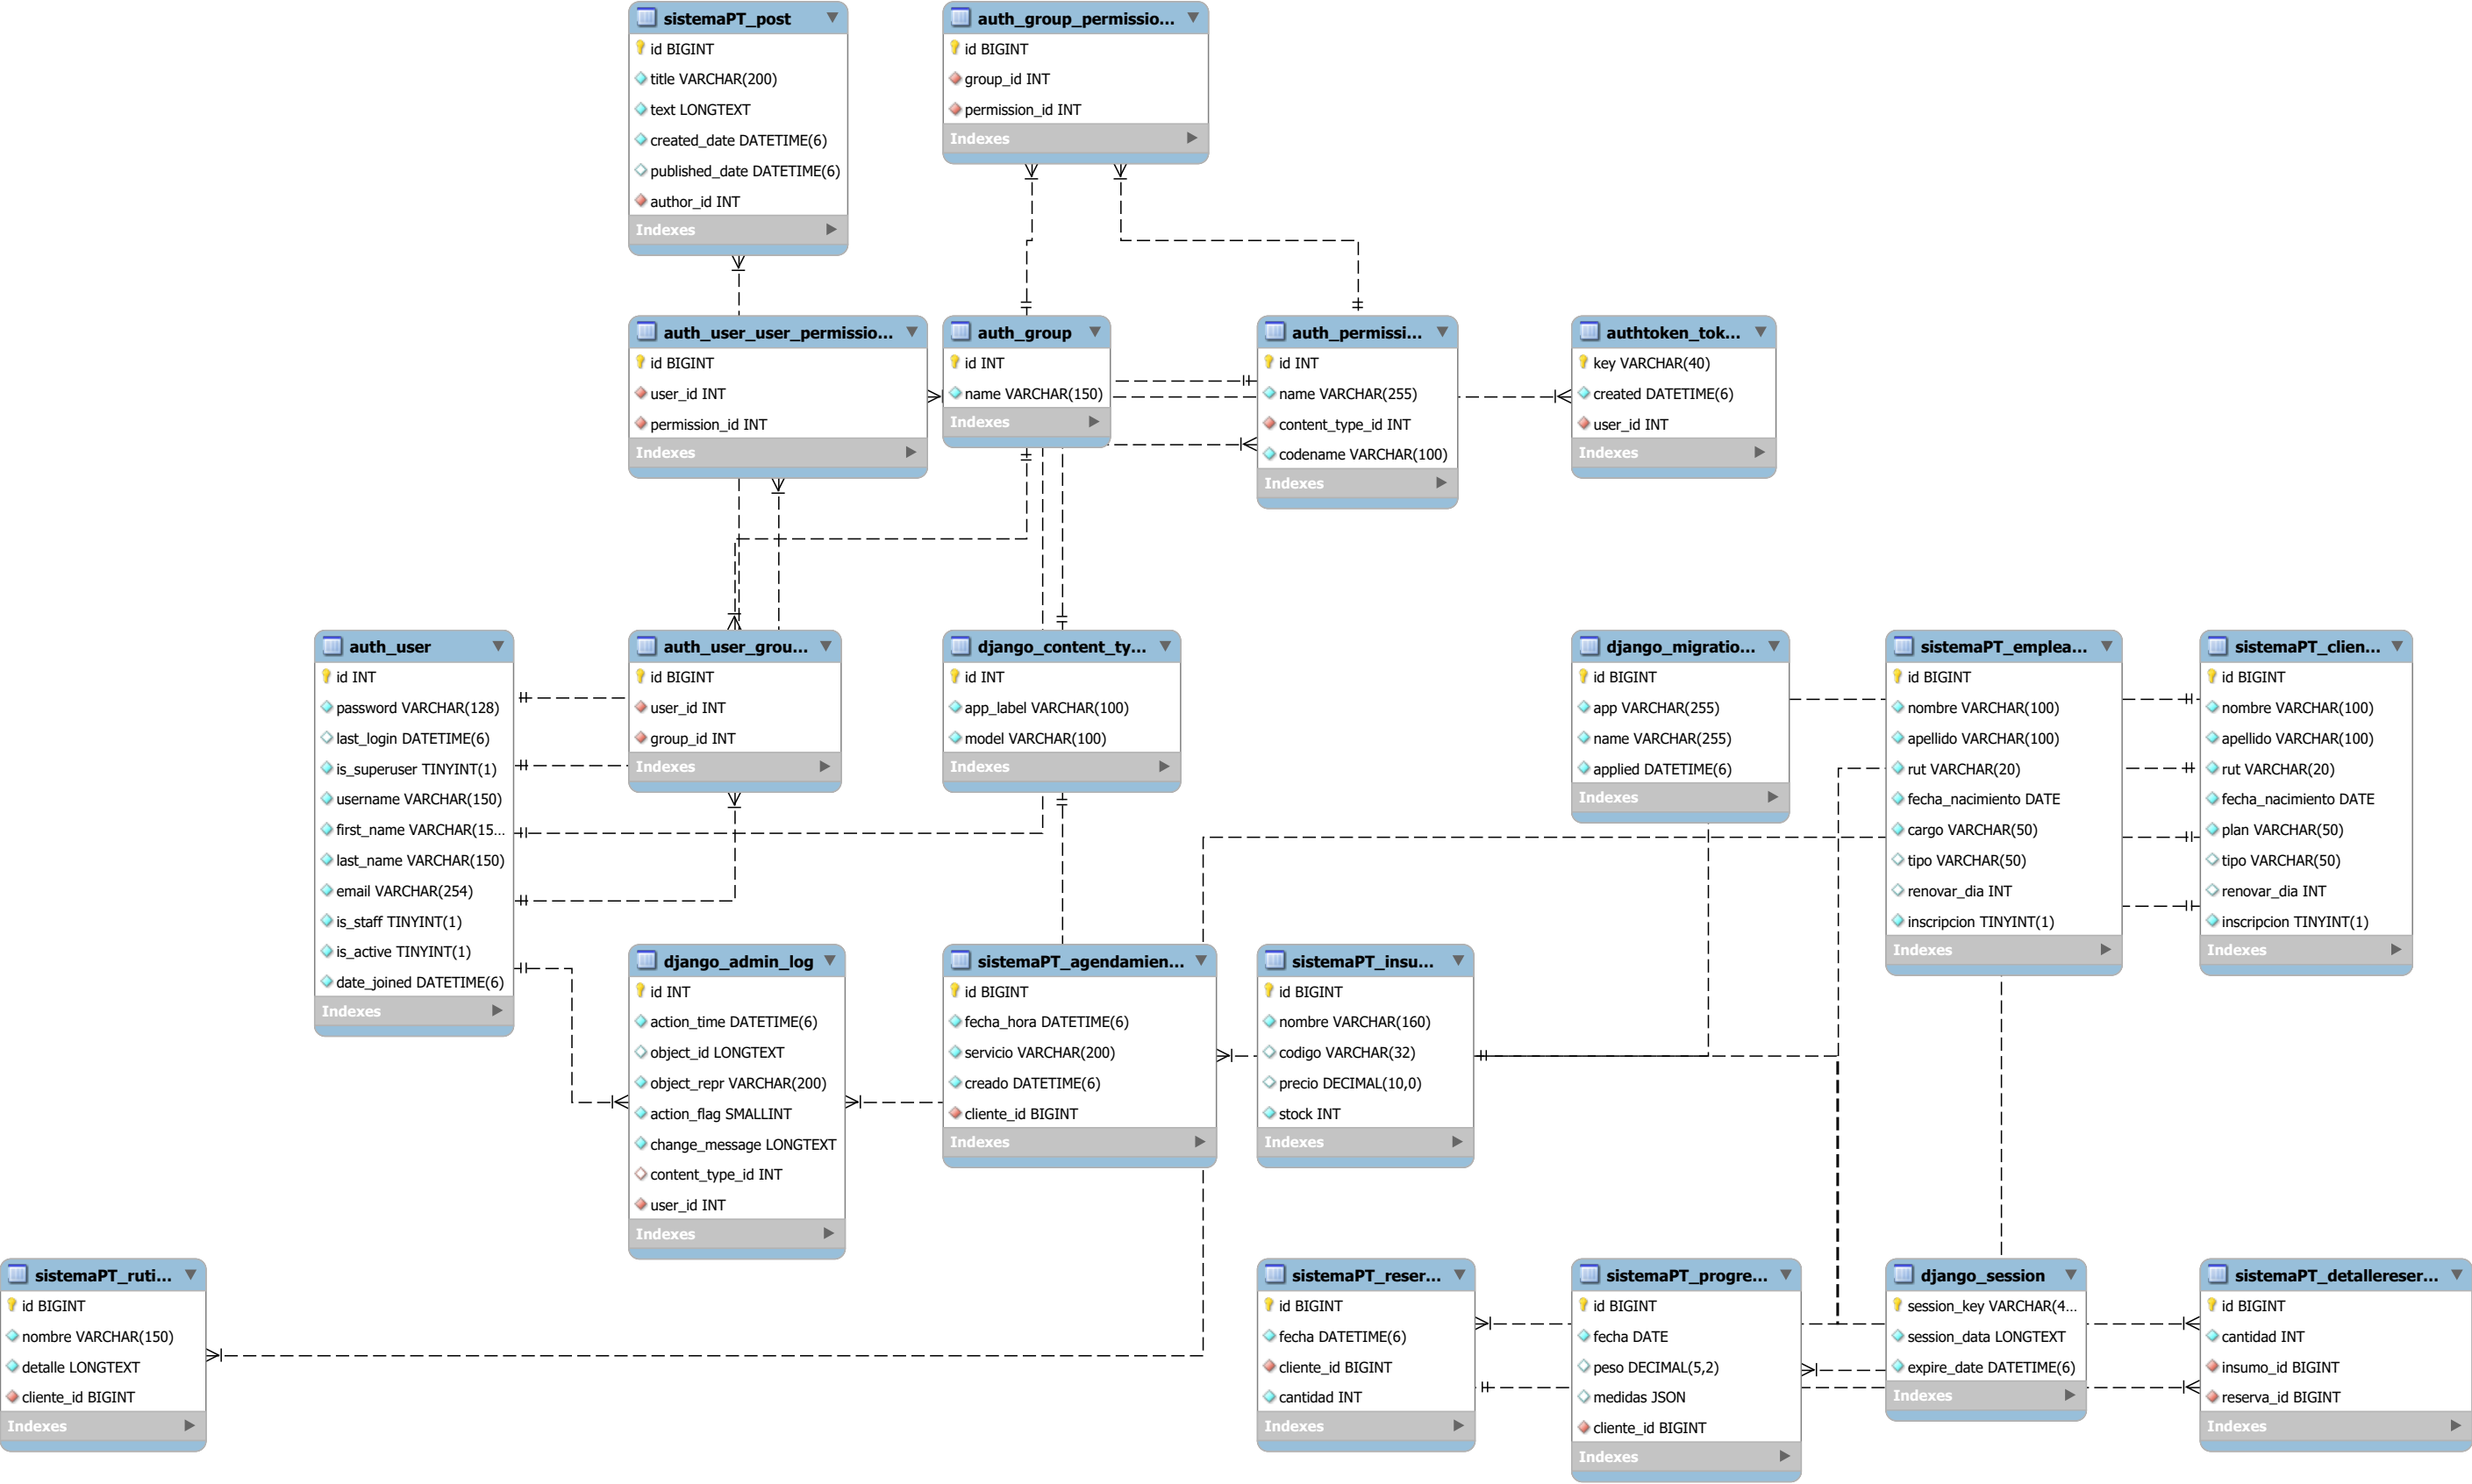 sistemaPT_post
id BIGINT
title VARCHAR(200)
text LONGTEXT
created_date DATETIME(6)
published_date DATETIME(6)
author_id INT
Indexes
auth_group_permissio...
id BIGINT
group_id INT
permission_id INT
Indexes
auth_user_user_permissio...
id BIGINT
user_id INT
permission_id INT
Indexes
auth_group
id INT
name VARCHAR(150)
Indexes
auth_permissi...
id INT
name VARCHAR(255)
content_type_id INT
codename VARCHAR(100)
Indexes
authtoken_tok...
key VARCHAR(40)
created DATETIME(6)
user_id INT
Indexes
auth_user
id INT
password VARCHAR(128)
last_login DATETIME(6)
is_superuser TINYINT(1)
username VARCHAR(150)
first_name VARCHAR(15...
last_name VARCHAR(150)
email VARCHAR(254)
is_staff TINYINT(1)
is_active TINYINT(1)
date_joined DATETIME(6)
Indexes
auth_user_grou...
id BIGINT
user_id INT
group_id INT
Indexes
django_content_ty...
id INT
app_label VARCHAR(100)
model VARCHAR(100)
Indexes
django_migratio...
id BIGINT
app VARCHAR(255)
name VARCHAR(255)
applied DATETIME(6)
Indexes
sistemaPT_emplea...
id BIGINT
nombre VARCHAR(100)
apellido VARCHAR(100)
rut VARCHAR(20)
fecha_nacimiento DATE
cargo VARCHAR(50)
tipo VARCHAR(50)
renovar_dia INT
inscripcion TINYINT(1)
Indexes
sistemaPT_clien...
id BIGINT
nombre VARCHAR(100)
apellido VARCHAR(100)
rut VARCHAR(20)
fecha_nacimiento DATE
plan VARCHAR(50)
tipo VARCHAR(50)
renovar_dia INT
inscripcion TINYINT(1)
Indexes
django_admin_log
id INT
action_time DATETIME(6)
object_id LONGTEXT
object_repr VARCHAR(200)
action_flag SMALLINT
change_message LONGTEXT
content_type_id INT
user_id INT
Indexes
sistemaPT_agendamien...
id BIGINT
fecha_hora DATETIME(6)
servicio VARCHAR(200)
creado DATETIME(6)
cliente_id BIGINT
Indexes
sistemaPT_insu...
id BIGINT
nombre VARCHAR(160)
codigo VARCHAR(32)
precio DECIMAL(10,0)
stock INT
Indexes
sistemaPT_ruti...
id BIGINT
nombre VARCHAR(150)
detalle LONGTEXT
cliente_id BIGINT
Indexes
sistemaPT_reser...
id BIGINT
fecha DATETIME(6)
cliente_id BIGINT
cantidad INT
Indexes
sistemaPT_progre...
id BIGINT
fecha DATE
peso DECIMAL(5,2)
medidas JSON
cliente_id BIGINT
Indexes
django_session
session_key VARCHAR(4...
session_data LONGTEXT
expire_date DATETIME(6)
Indexes
sistemaPT_detallereser...
id BIGINT
cantidad INT
insumo_id BIGINT
reserva_id BIGINT
Indexes